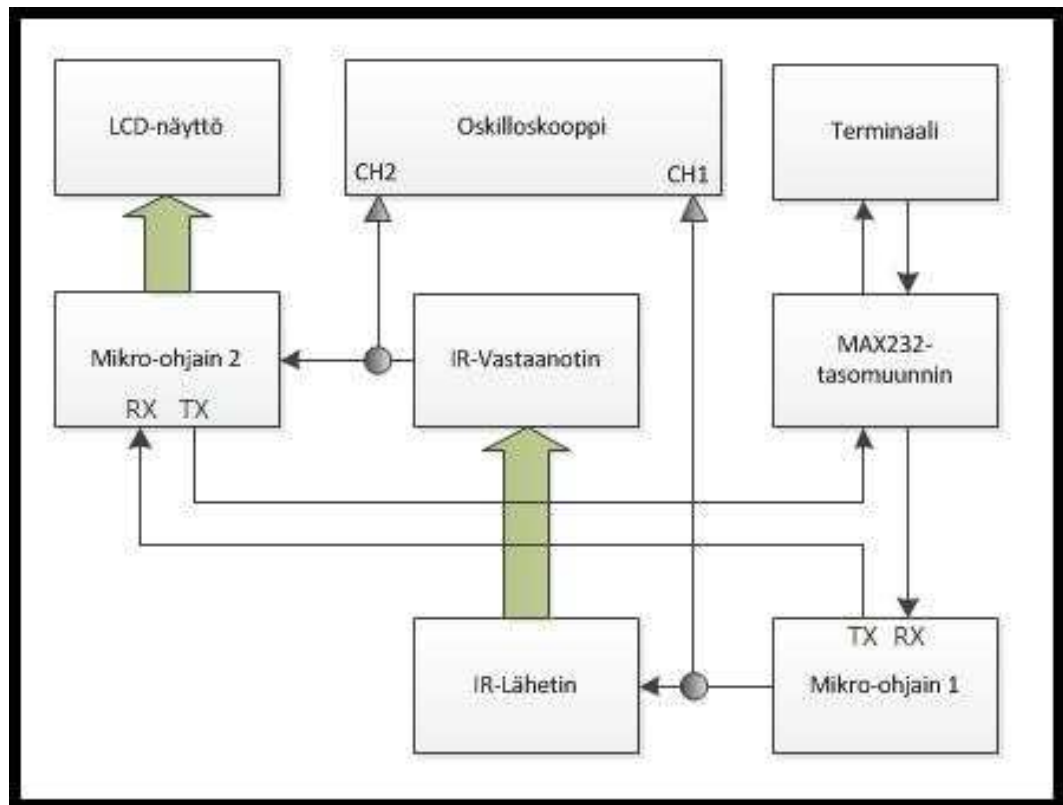 LCD-näyttö
Oskilloskooppi
CH2
CH1
Terminaali
Mikro-ohjain 2
RX TX
IR-Vastaanotin
MAX232-
tasomuunnin
IR-Lähetin
TX RX
Mikro-ohjain 1